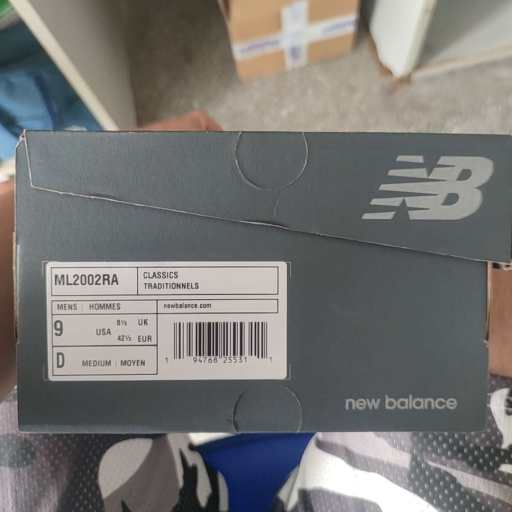 NB
ML2002RA
CLASSICS
TRADITIONNELS
MENS | HOMMES
newbalance.com
9 USA 8½ UK
42½ EUR
D MEDIUM | MOYEN
1 94768 25531 1
new balance